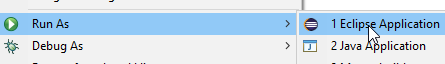 Run As
1 Eclipse Application
Debug As
2 Java Application